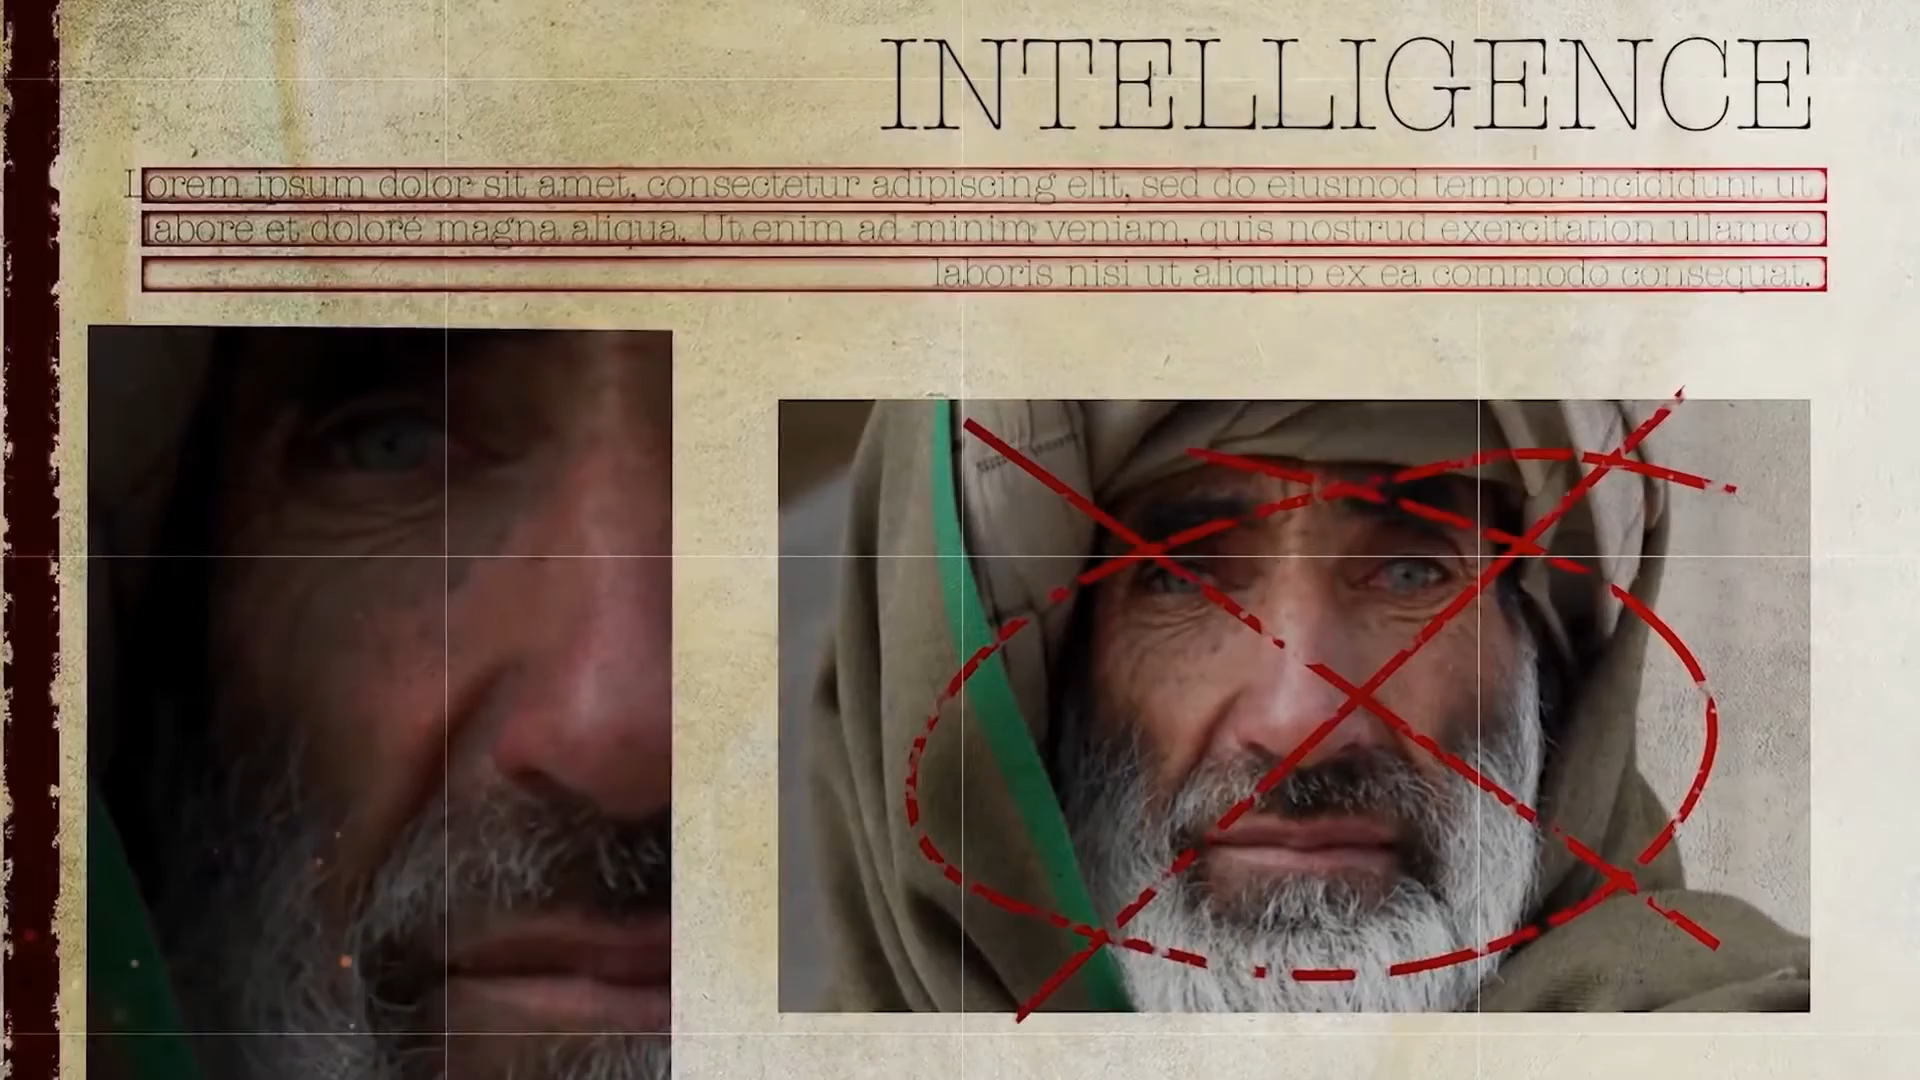 INTELLIGENCE
Lorem ipsum dolor sit amet, consectetur adipiscing elit, sed do eiusmod tempor incididunt ut
labore et dolore magna aliqua. Ut enim ad minim veniam, quis nostrud exercitation ullamco
laboris nisi ut aliquip ex ea commodo consequat.